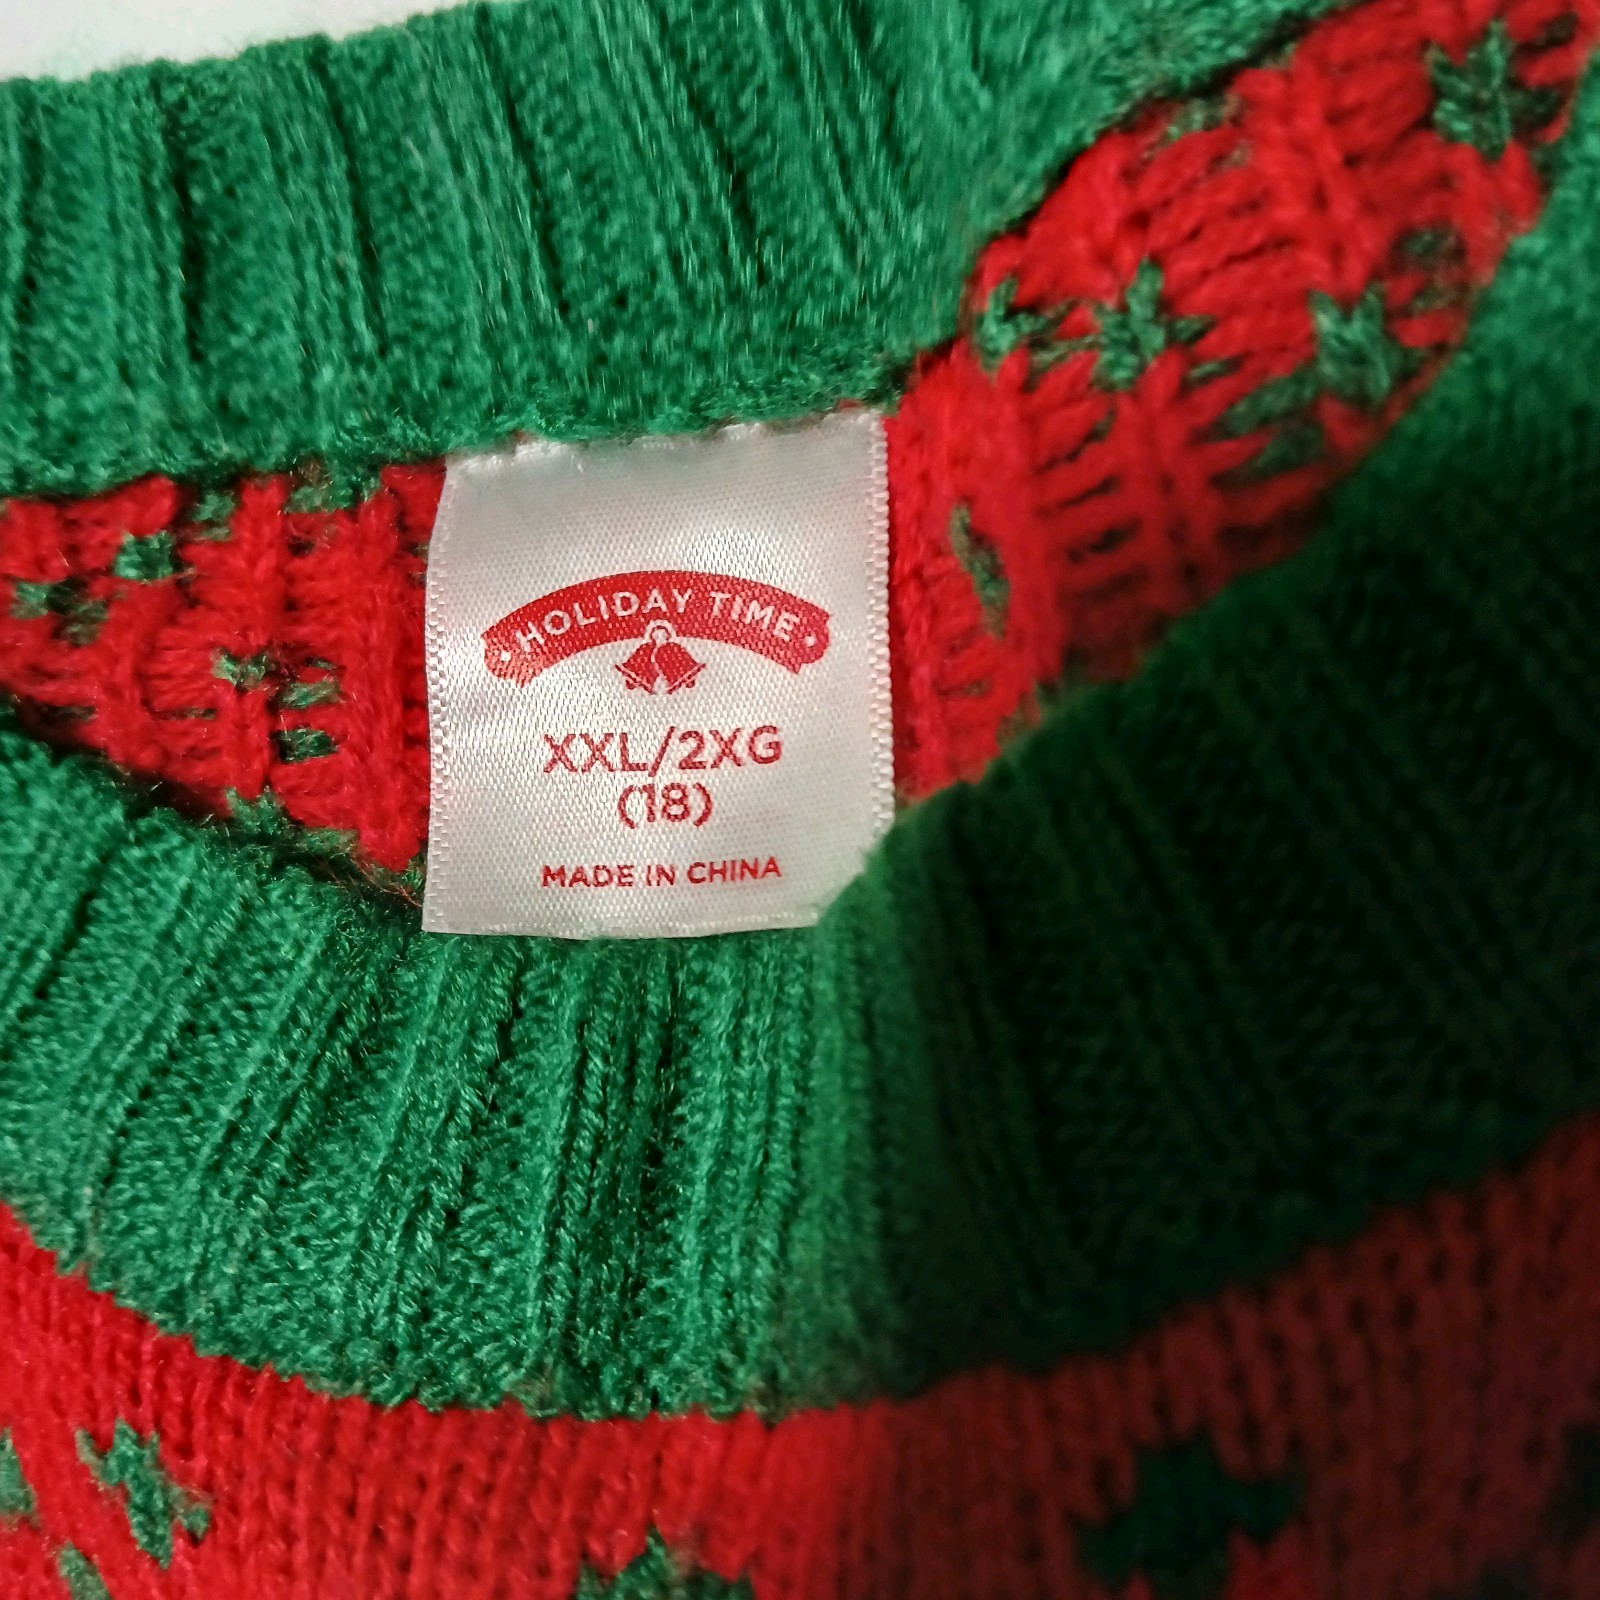 HOLIDAY TIME
XXL/2XG
(18)
MADE IN CHINA